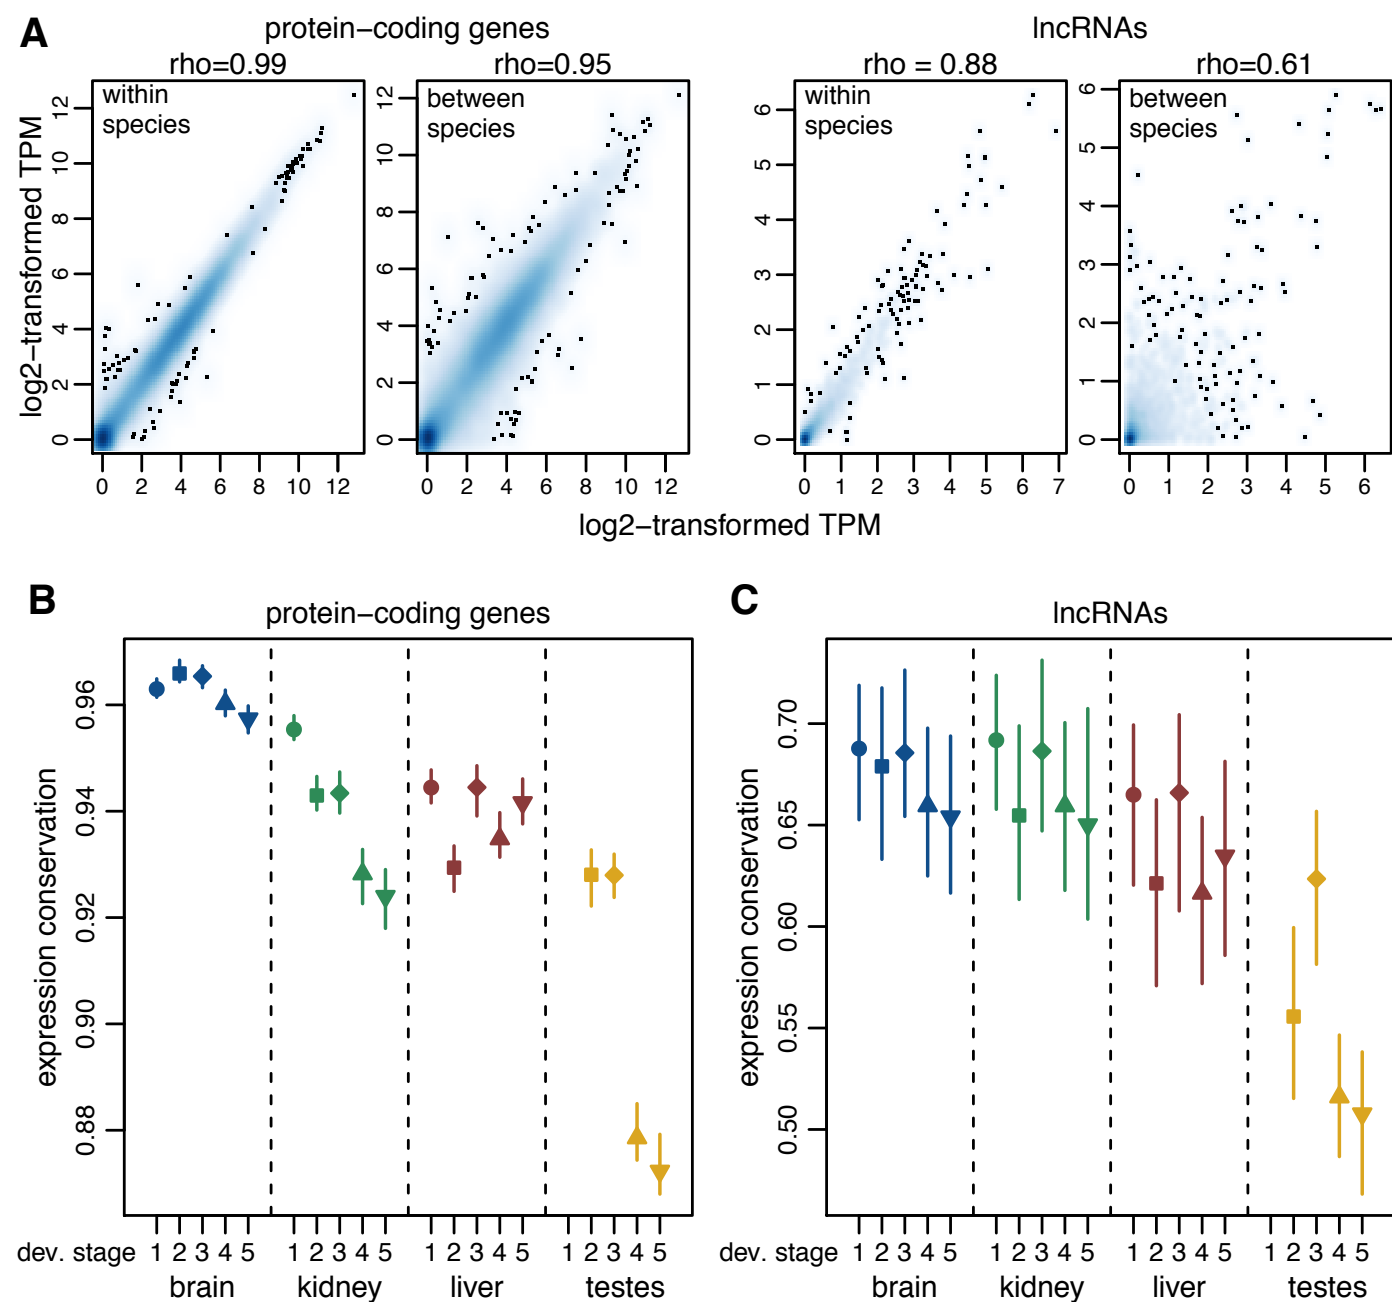 A
protein−coding genes
lncRNAs
rho=0.99
rho=0.95
rho = 0.88
rho=0.61
within
species
between
species
within
species
between
species
log2−transformed TPM
0 2 4 6 8 10 12
0 2 4 6 8 10 12
0 1 2 3 4 5 6
0 1 2 3 4 5 6
0 2 4 6 8 10 12
0 2 4 6 8 10 12
0 1 2 3 4 5 6 7
0 1 2 3 4 5 6
log2−transformed TPM
B
protein−coding genes
expression conservation
0.88 0.90 0.92 0.94 0.96
dev. stage 1 2 3 4 5 1 2 3 4 5 1 2 3 4 5 1 2 3 4 5
brain kidney liver testes
C
lncRNAs
expression conservation
0.50 0.55 0.60 0.65 0.70
dev. stage 1 2 3 4 5 1 2 3 4 5 1 2 3 4 5 1 2 3 4 5
brain kidney liver testes